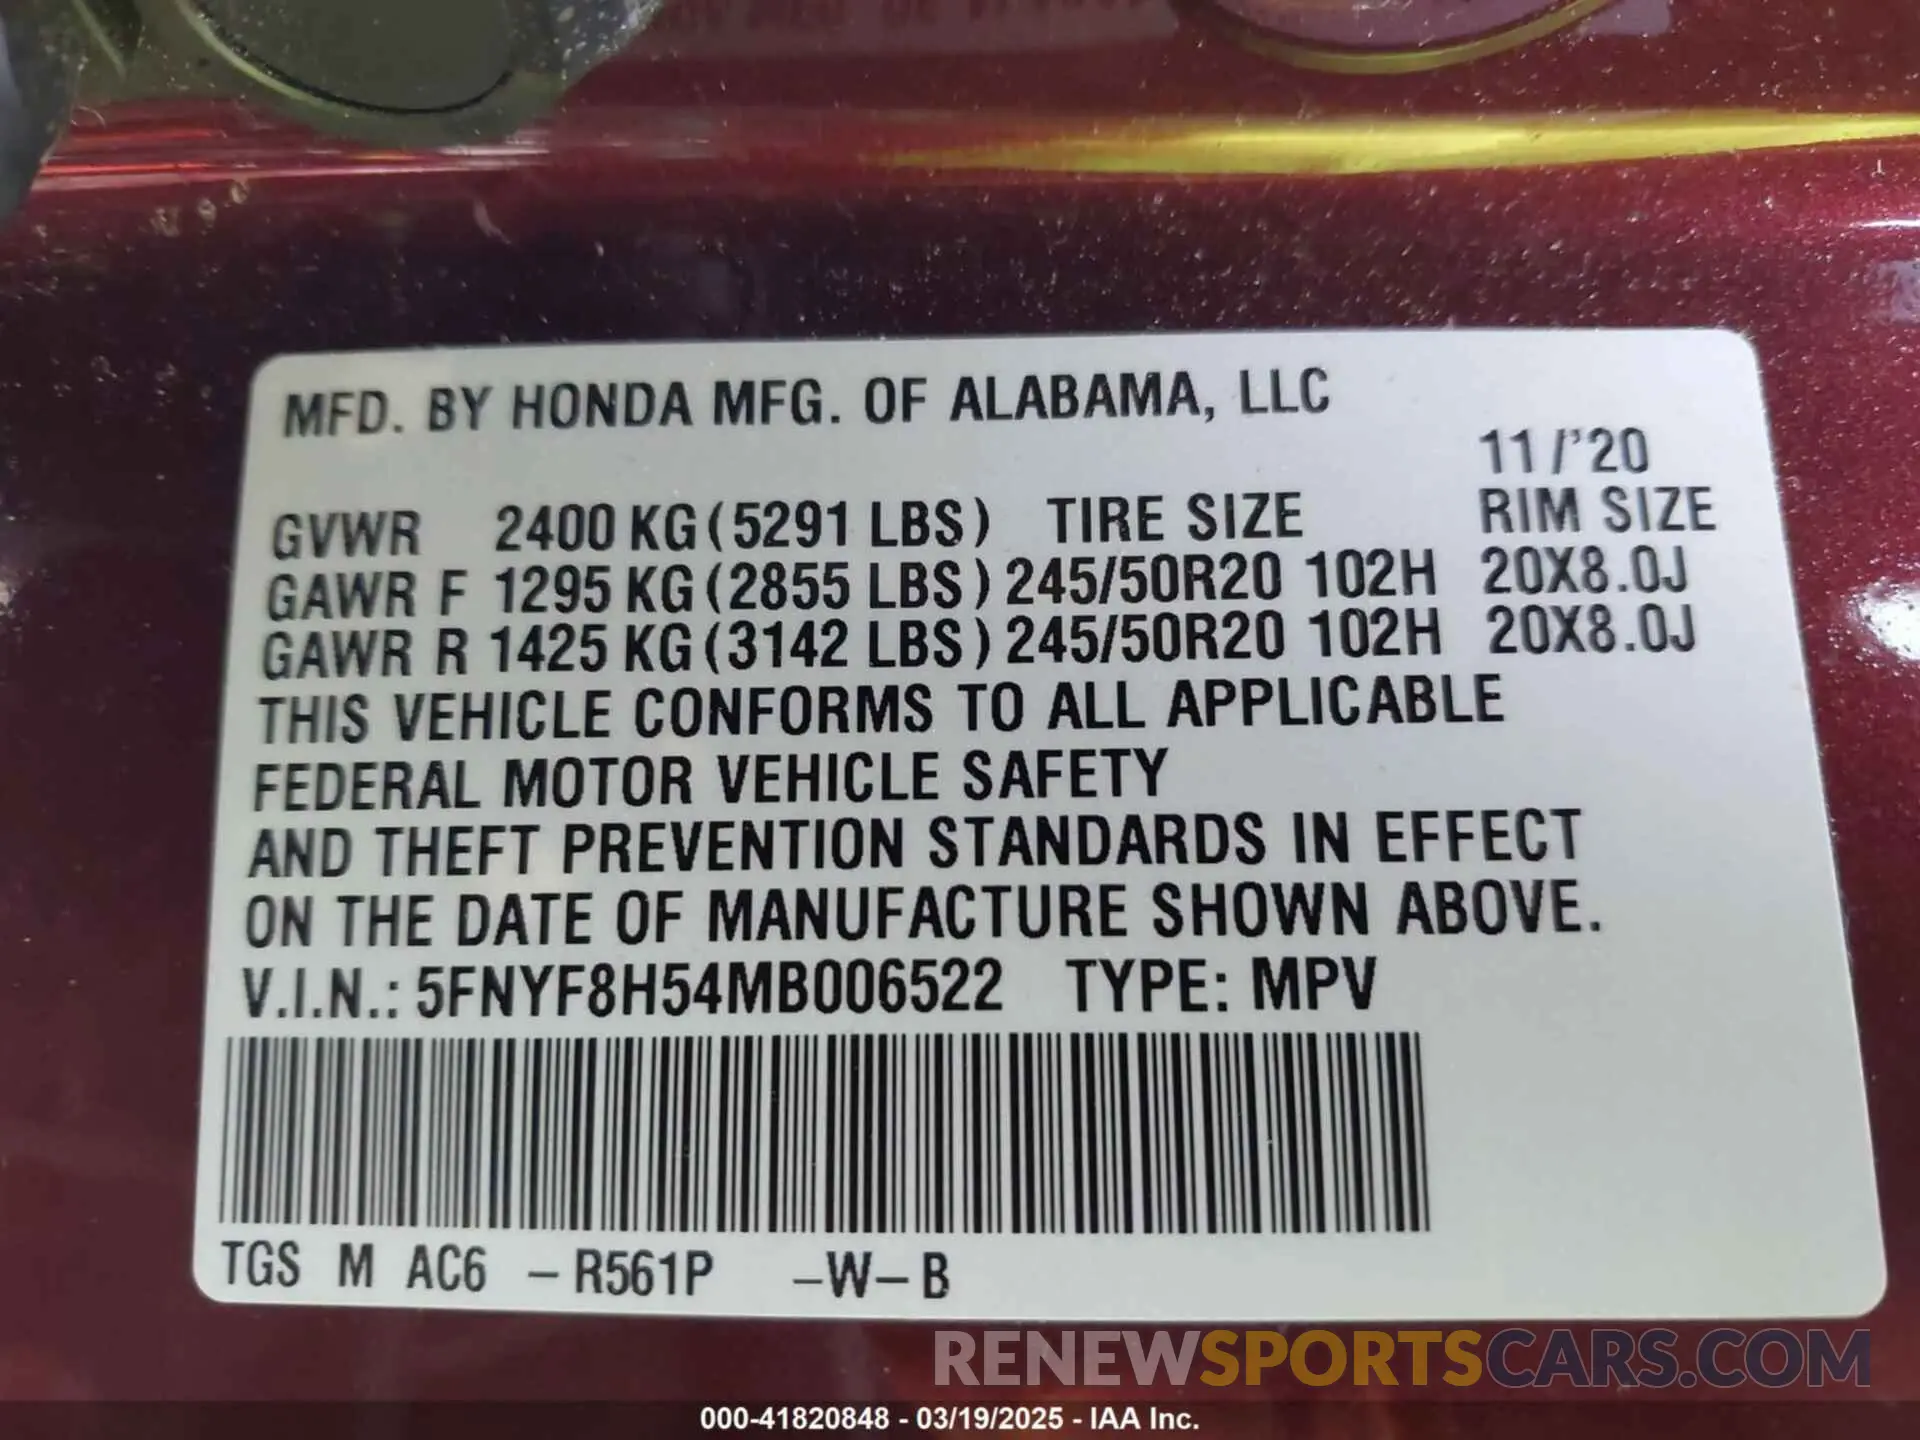 MFD. BY HONDA MFG. OF ALABAMA, LLC
11/'20
GVWR 2400 KG (5291 LBS) TIRE SIZE RIM SIZE
GAWR F 1295 KG (2855 LBS) 245/50R20 102H 20X8.0J
GAWR R 1425 KG (3142 LBS) 245/50R20 102H 20X8.0J
THIS VEHICLE CONFORMS TO ALL APPLICABLE
FEDERAL MOTOR VEHICLE SAFETY
AND THEFT PREVENTION STANDARDS IN EFFECT
ON THE DATE OF MANUFACTURE SHOWN ABOVE.
V.I.N.: 5FNYF8H54MB006522 TYPE: MPV
TGS M AC6 – R561P –W– B
RENEWSPORTSCARS.COM
000-41820848 - 03/19/2025 - IAA Inc.